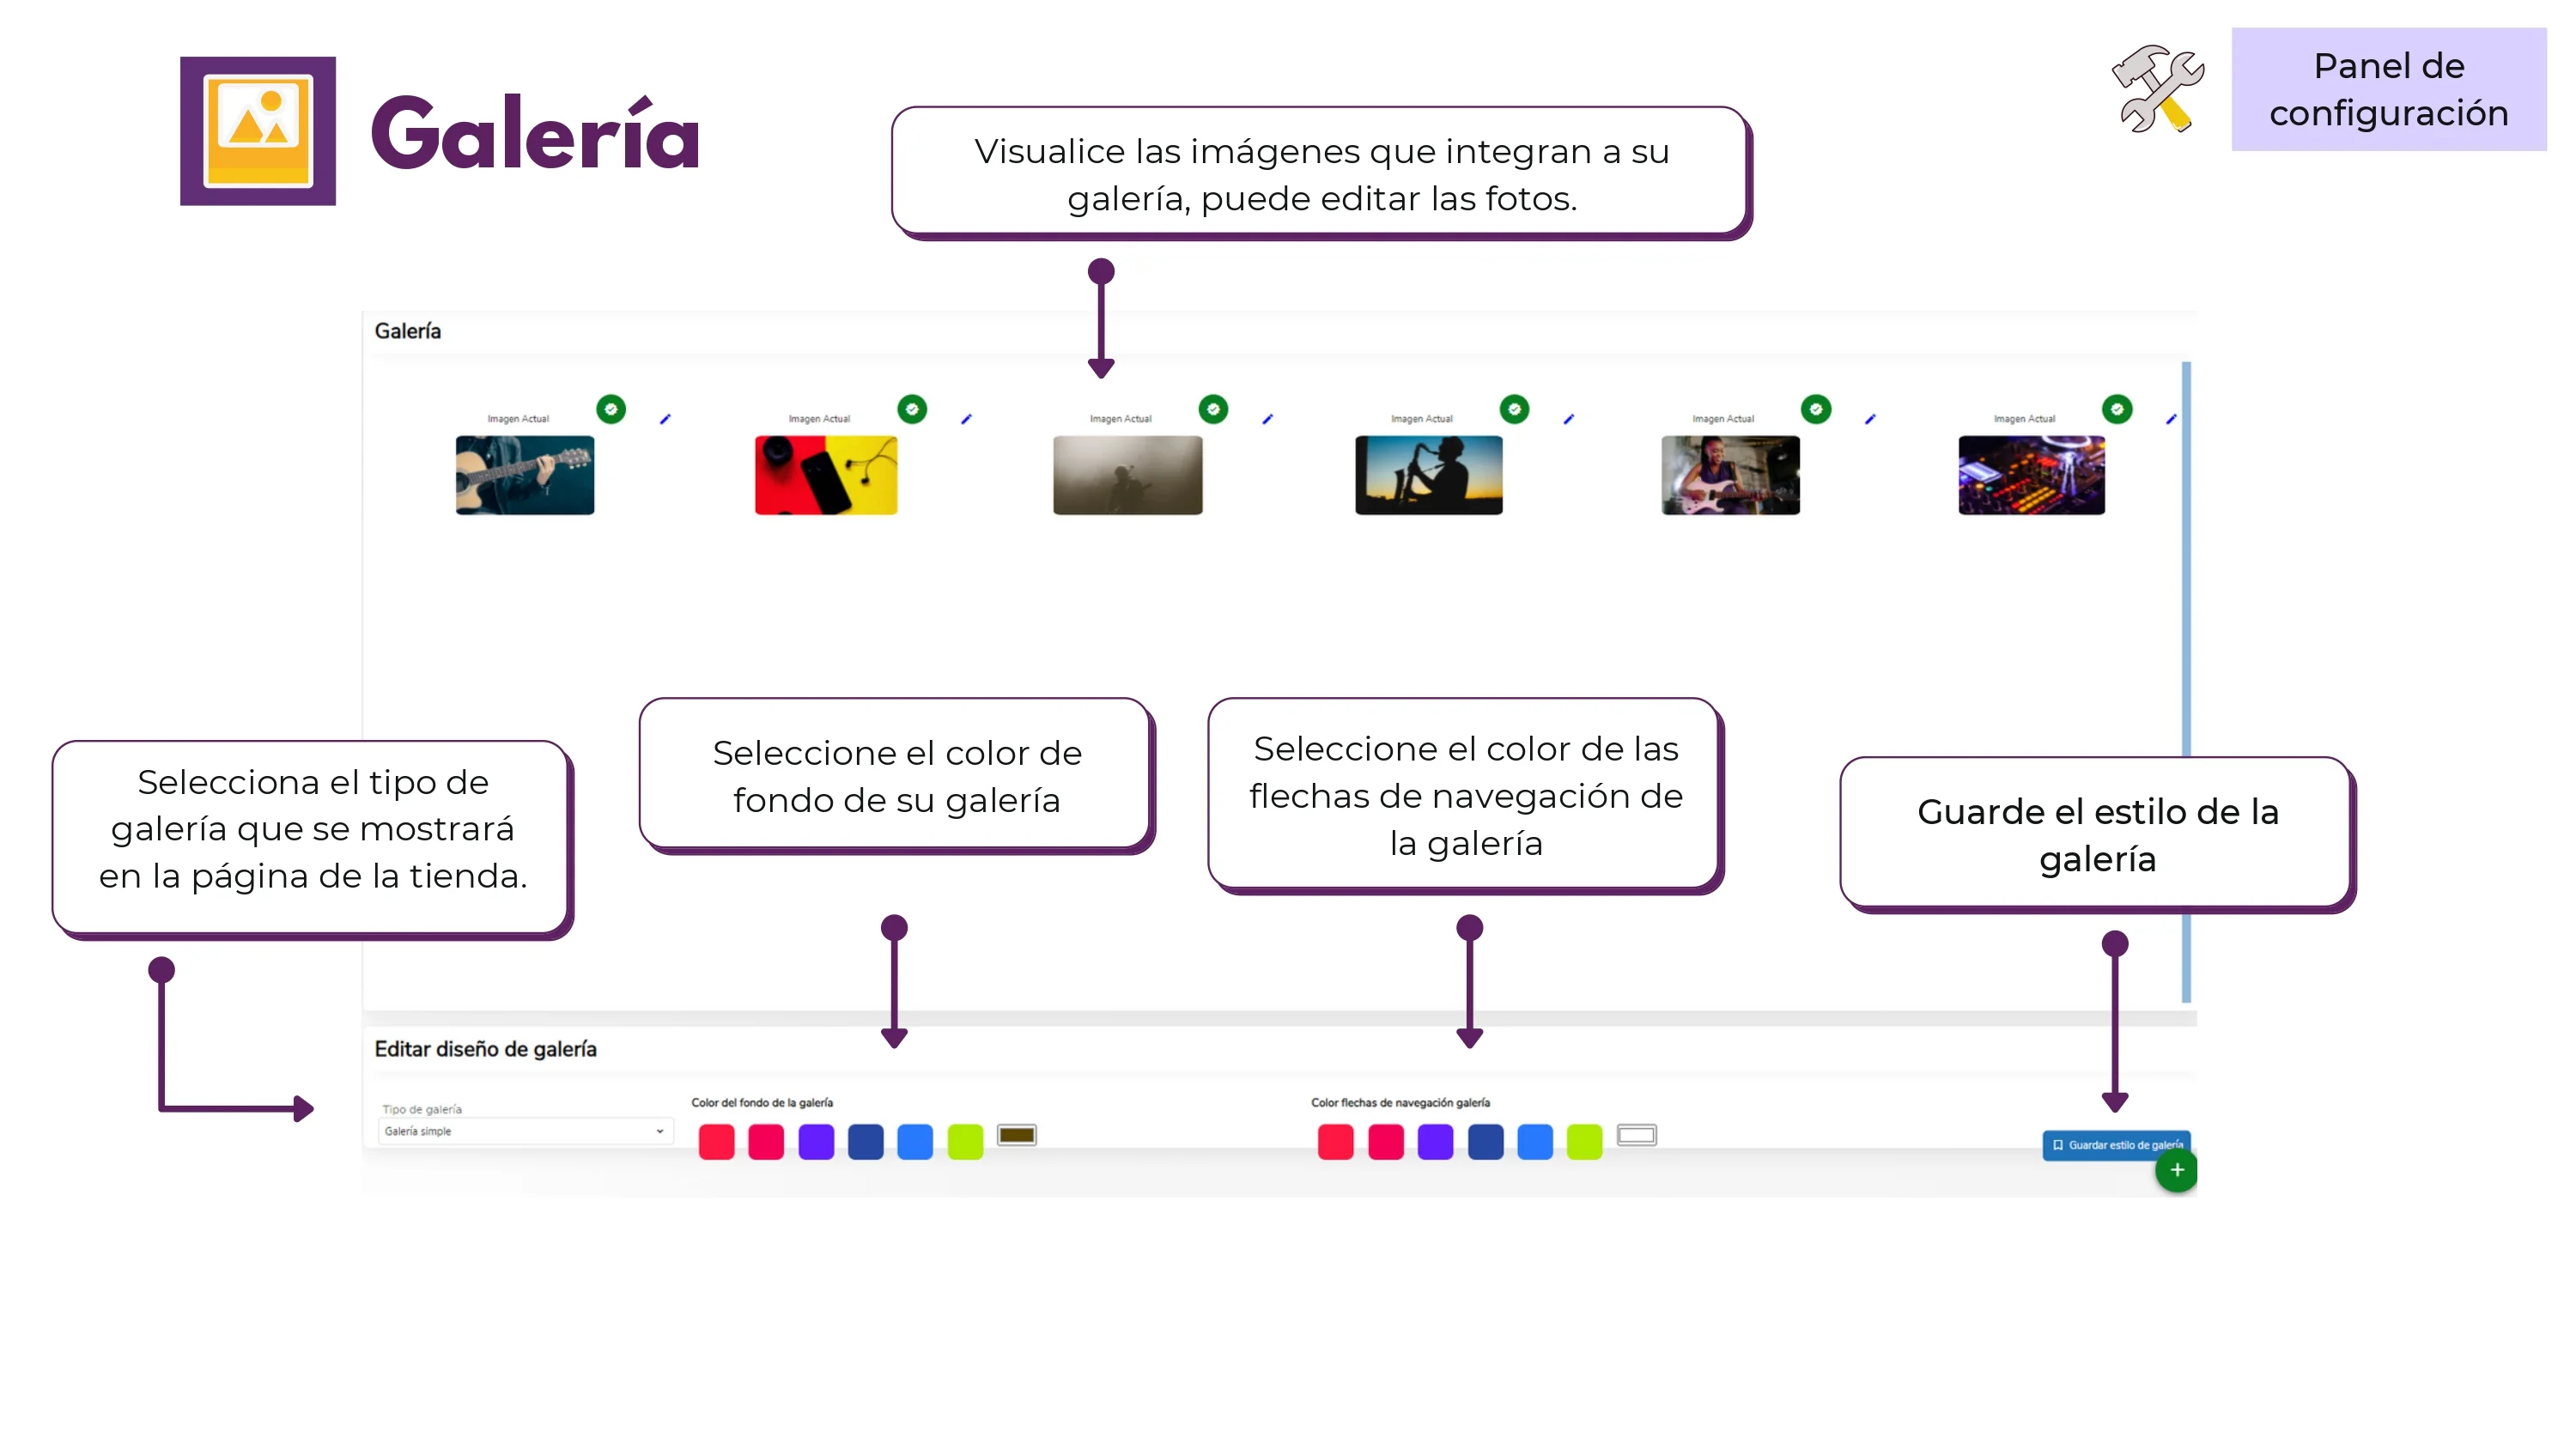 Galería
Panel de
configuración
Visualice las imágenes que integran a su
galería, puede editar las fotos.
Galería
Imagen Actual
Imagen Actual
Imagen Actual
Imagen Actual
Imagen Actual
Imagen Actual
Selecciona el tipo de
galería que se mostrará
en la página de la tienda.
Seleccione el color de
fondo de su galería
Seleccione el color de las
flechas de navegación de
la galería
Guarde el estilo de la
galería
Editar diseño de galería
Tipo de galería
Galería simple
Color del fondo de la galería
Color flechas de navegación galería
Guardar estilo de galería